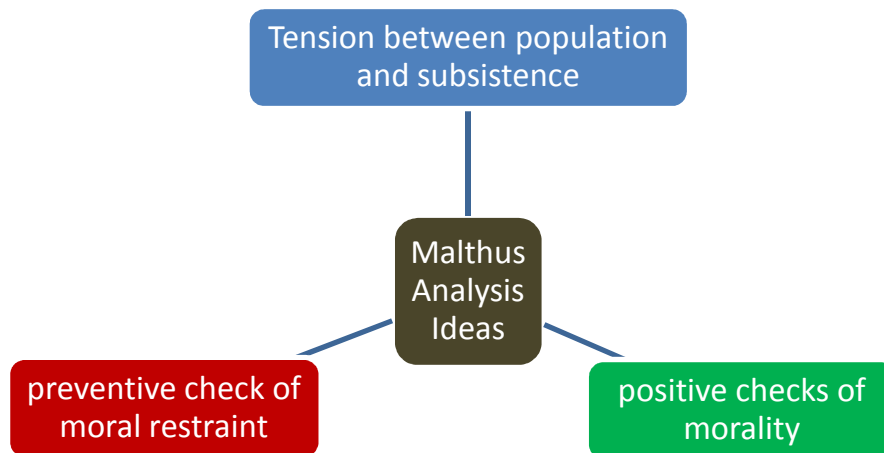 Tension between population
and subsistence
Malthus
Analysis
Ideas
preventive check of
moral restraint
positive checks of
morality